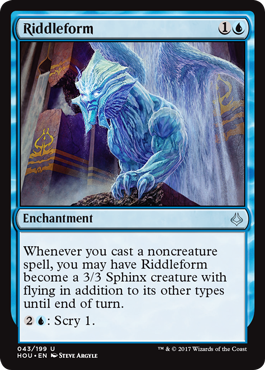 Riddleform 1
Enchantment
Whenever you cast a noncreature
spell, you may have Riddleform
become a 3/3 Sphinx creature with
flying in addition to its other types
until end of turn.
2 : Scry 1.
043/199 U
HOU • EN Steve Argyle
™ & © 2017 Wizards of the Coast